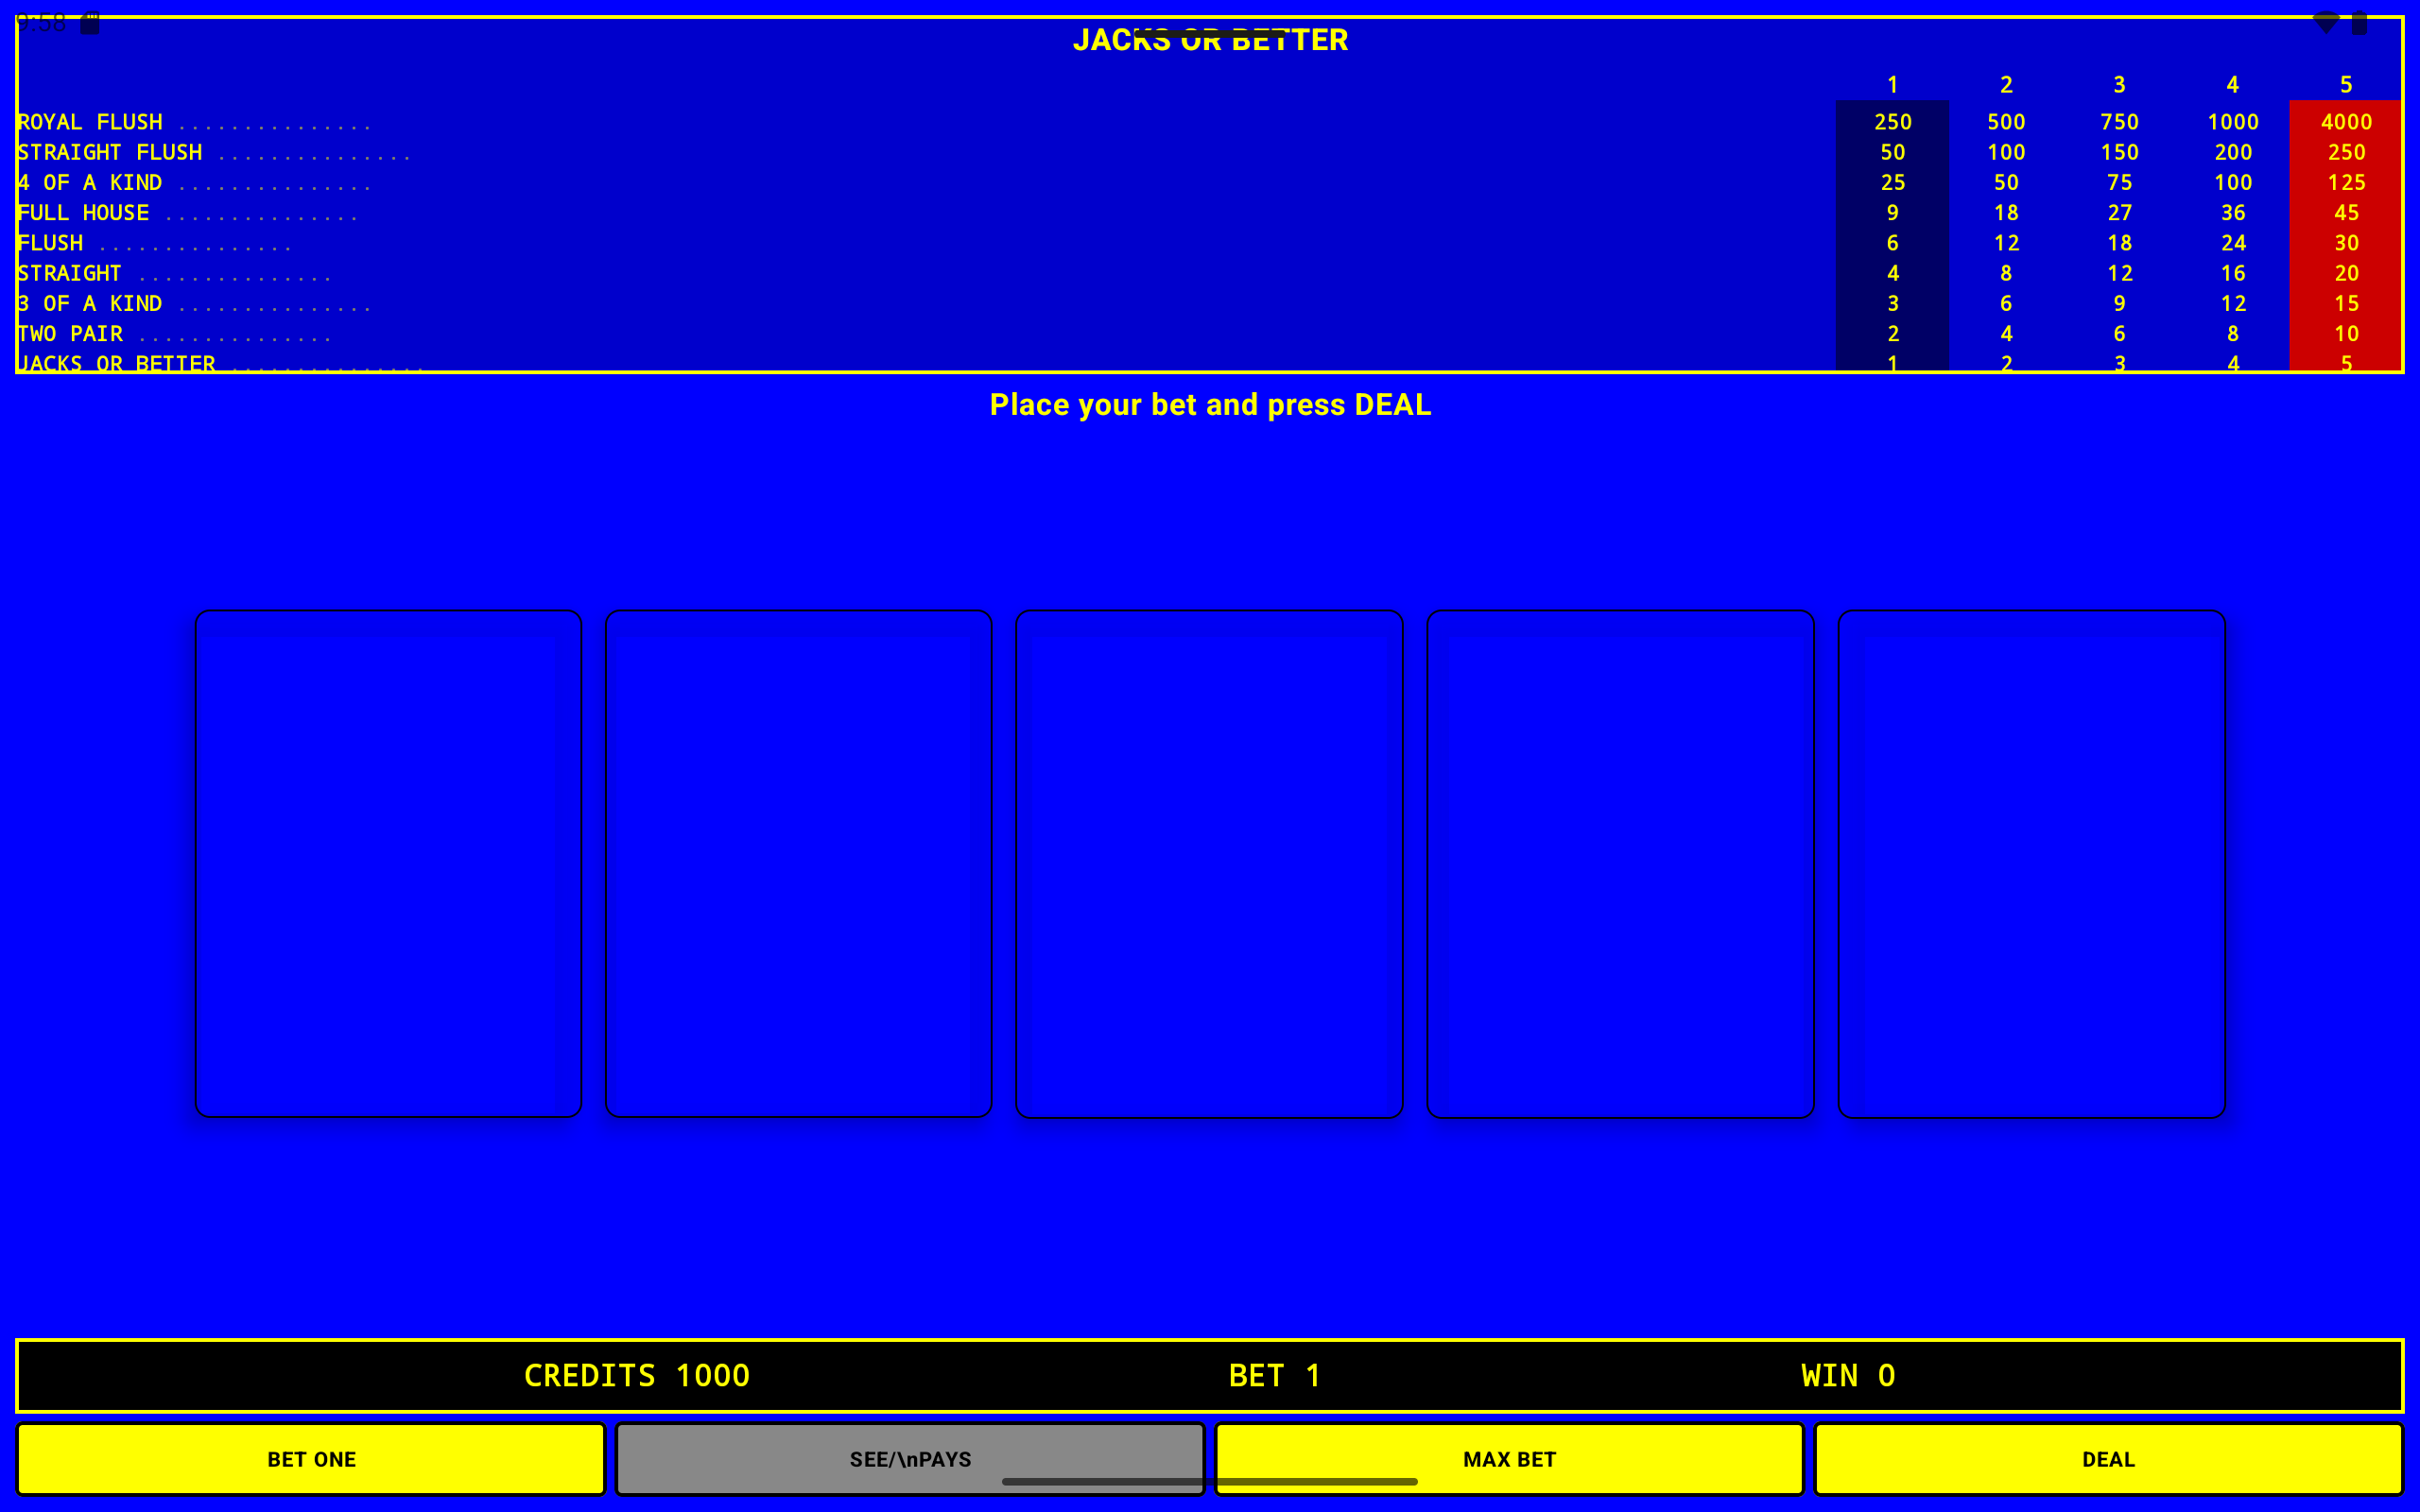 9:58
JACKS OR BETTER
1 2 3 4 5
ROYAL FLUSH ............... 250 500 750 1000 4000
STRAIGHT FLUSH ............... 50 100 150 200 250
4 OF A KIND ............... 25 50 75 100 125
FULL HOUSE ............... 9 18 27 36 45
FLUSH ............... 6 12 18 24 30
STRAIGHT ............... 4 8 12 16 20
3 OF A KIND ............... 3 6 9 12 15
TWO PAIR ............... 2 4 6 8 10
JACKS OR BETTER ............... 1 2 3 4 5
Place your bet and press DEAL
CREDITS 1000 BET 1 WIN 0
BET ONE SEE/\nPAYS MAX BET DEAL